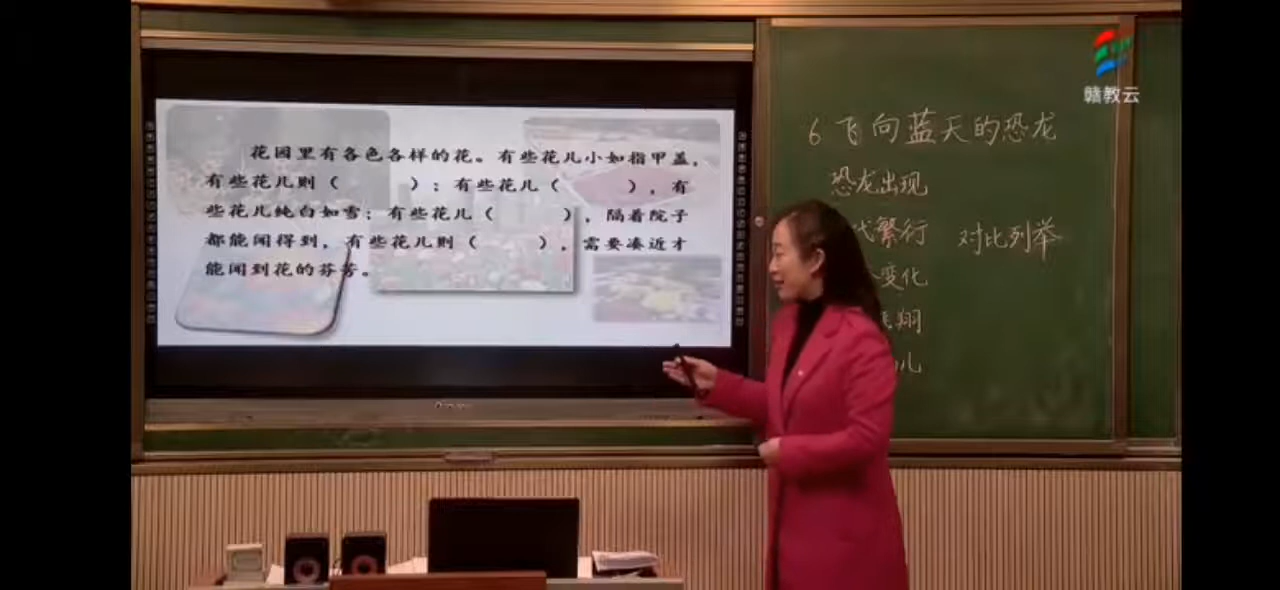 花园里有各色各样的花。有些花儿小如指甲盖，
有些花儿则（　　　）；有些花儿（　　　），有
些花儿纯白如雪；有些花儿（　　　），隔着院子
都能闻得到，有些花儿则（　　　），需要凑近才
能闻到花的芬芳。
赣教云
6 飞向蓝天的恐龙
恐龙出现
代繁衍 对比列举
变化
翔
儿